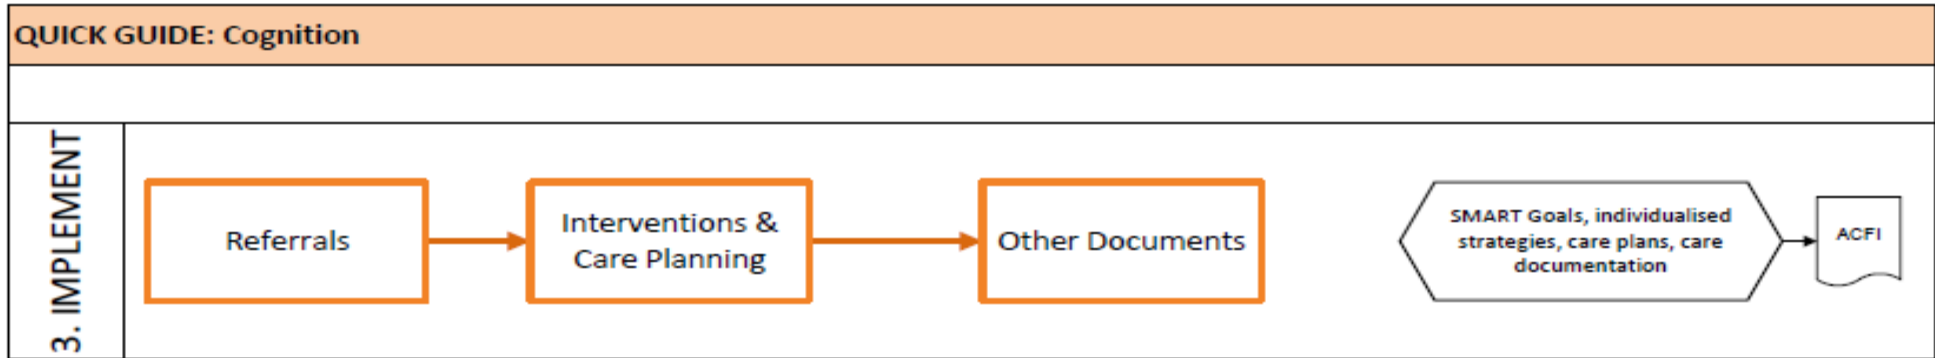 QUICK GUIDE: Cognition
3. IMPLEMENT
Referrals
Interventions &
Care Planning
Other Documents
SMART Goals, individualised
strategies, care plans, care
documentation
ACFI